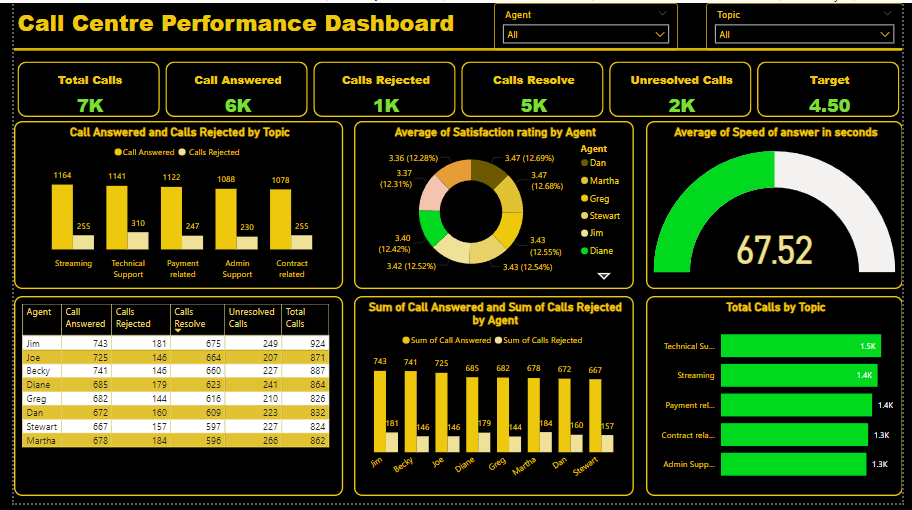 Call Centre Performance Dashboard
Agent
All
Topic
All
Total Calls
7K
Call Answered
6K
Calls Rejected
1K
Calls Resolve
5K
Unresolved Calls
2K
Target
4.50
Call Answered and Calls Rejected by Topic
Call Answered Calls Rejected
1164
255
1141
310
1122
247
1088
230
1078
255
Streaming
Technical
Support
Payment
related
Admin
Support
Contract
related
Average of Satisfaction rating by Agent
3.36 (12.28%)
3.47 (12.69%)
3.37
(12.31%)
3.47
(12.68%)
3.40
(12.42%)
3.43
(12.55%)
3.42 (12.52%)
3.43 (12.54%)
Agent
Dan
Martha
Greg
Stewart
Jim
Diane
Average of Speed of answer in seconds
67.52
Agent Call Answered Calls Rejected Calls Resolve Unresolved Calls Total Calls
Jim 743 181 675 249 924
Joe 725 146 664 207 871
Becky 741 146 660 227 887
Diane 685 179 623 241 864
Greg 682 144 616 210 826
Dan 672 160 609 223 832
Stewart 667 157 597 227 824
Martha 678 184 596 266 862
Sum of Call Answered and Sum of Calls Rejected
by Agent
Sum of Call Answered Sum of Calls Rejected
743 741 725 685 682 678 672 667
181 146 146 179 144 184 160 157
Jim Becky Joe Diane Greg Martha Dan Stewart
Total Calls by Topic
Technical Su... 1.5K
Streaming 1.4K
Payment rel... 1.4K
Contract rela... 1.3K
Admin Supp... 1.3K